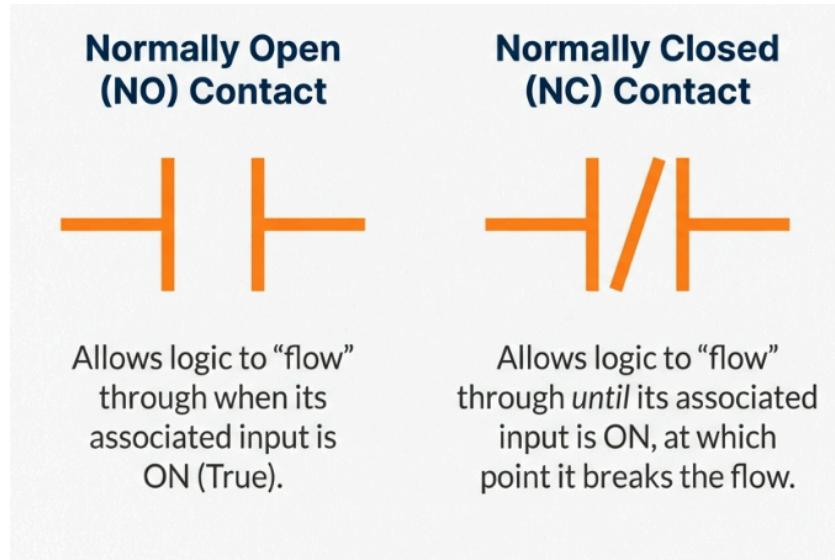 Normally Open
(NO) Contact
Allows logic to “flow”
through when its
associated input is
ON (True).
Normally Closed
(NC) Contact
Allows logic to “flow”
through until its associated
input is ON, at which
point it breaks the flow.